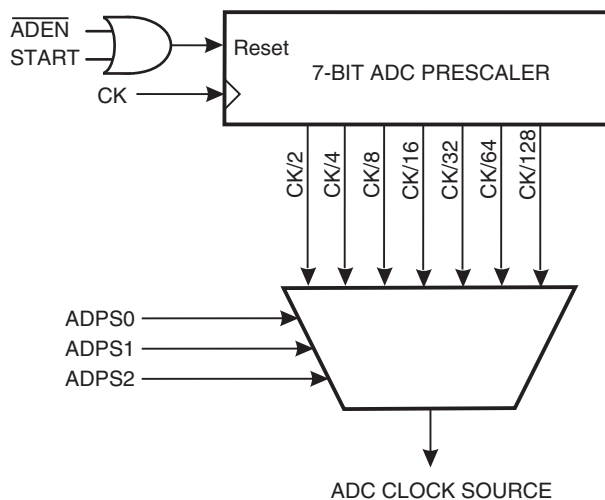 ADEN
START
Reset
7-BIT ADC PRESCALER
CK
CK/2
CK/4
CK/8
CK/16
CK/32
CK/64
CK/128
ADPS0
ADPS1
ADPS2
ADC CLOCK SOURCE